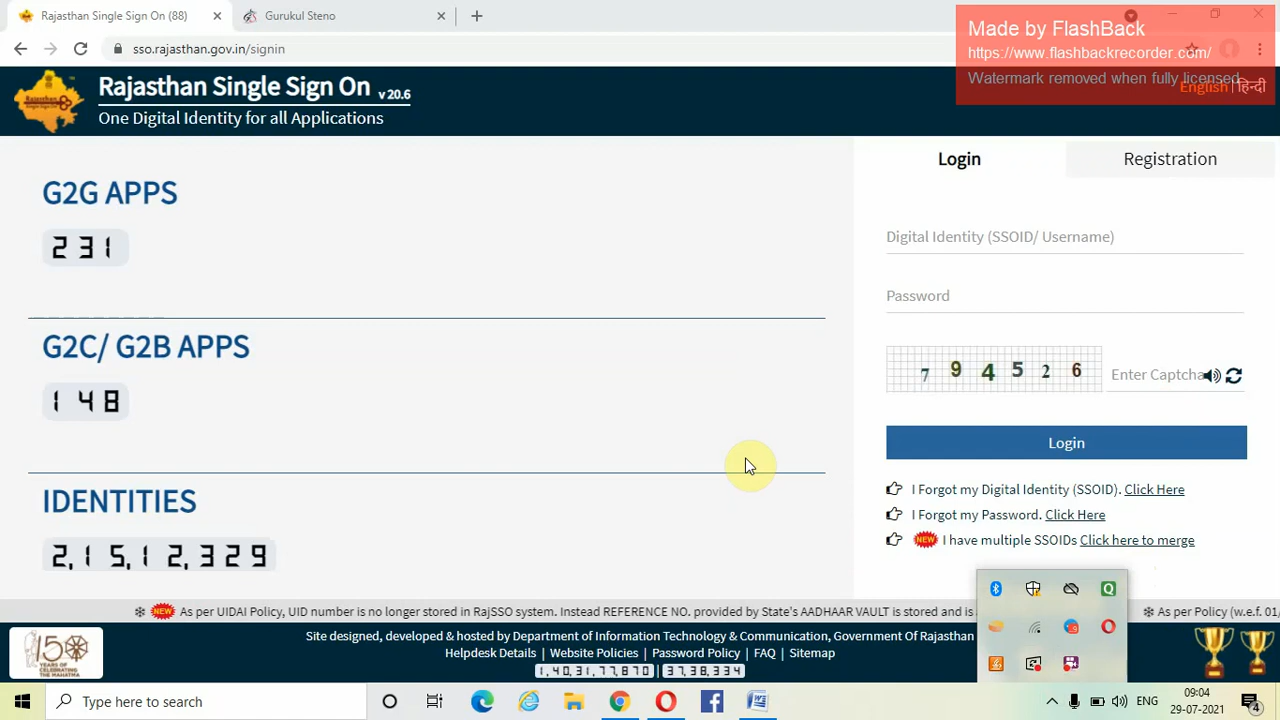 Rajasthan Single Sign On (88)
Gurukul Steno
sso.rajasthan.gov.in/signin
Made by FlashBack
https://www.flashbackrecorder.com/
Watermark removed when fully licensed
Rajasthan Single Sign On v 20.6
One Digital Identity for all Applications
English | हिन्दी
G2G APPS
231
G2C/ G2B APPS
148
IDENTITIES
2,15,12,329
Login
Registration
Digital Identity (SSOID/ Username)
Password
7 9 4 5 2 6
Enter Captcha
Login
I Forgot my Digital Identity (SSOID). Click Here
I Forgot my Password. Click Here
NEW I have multiple SSOIDs Click here to merge
NEW As per UIDAI Policy, UID number is no longer stored in RajSSO system. Instead REFERENCE NO. provided by State's AADHAAR VAULT is stored and is
As per Policy (w.e.f. 01/
Site designed, developed & hosted by Department of Information Technology & Communication, Government Of Rajasthan
Helpdesk Details | Website Policies | Password Policy | FAQ | Sitemap
1,40,31,77,870 | 37,38,334
150
YEARS OF
CELEBRATING
THE MAHATMA
Type here to search
ENG
09:04
29-07-2021
4